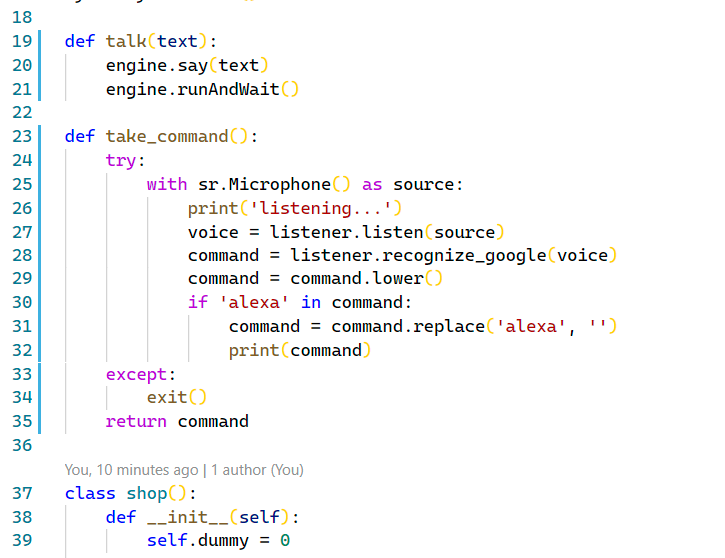 18
19 def talk(text):
20     engine.say(text)
21     engine.runAndWait()
22
23 def take_command():
24     try:
25         with sr.Microphone() as source:
26             print('listening...')
27             voice = listener.listen(source)
28             command = listener.recognize_google(voice)
29             command = command.lower()
30             if 'alexa' in command:
31                 command = command.replace('alexa', '')
32                 print(command)
33     except:
34         exit()
35     return command
36
You, 10 minutes ago | 1 author (You)
37 class shop():
38     def __init__(self):
39         self.dummy = 0